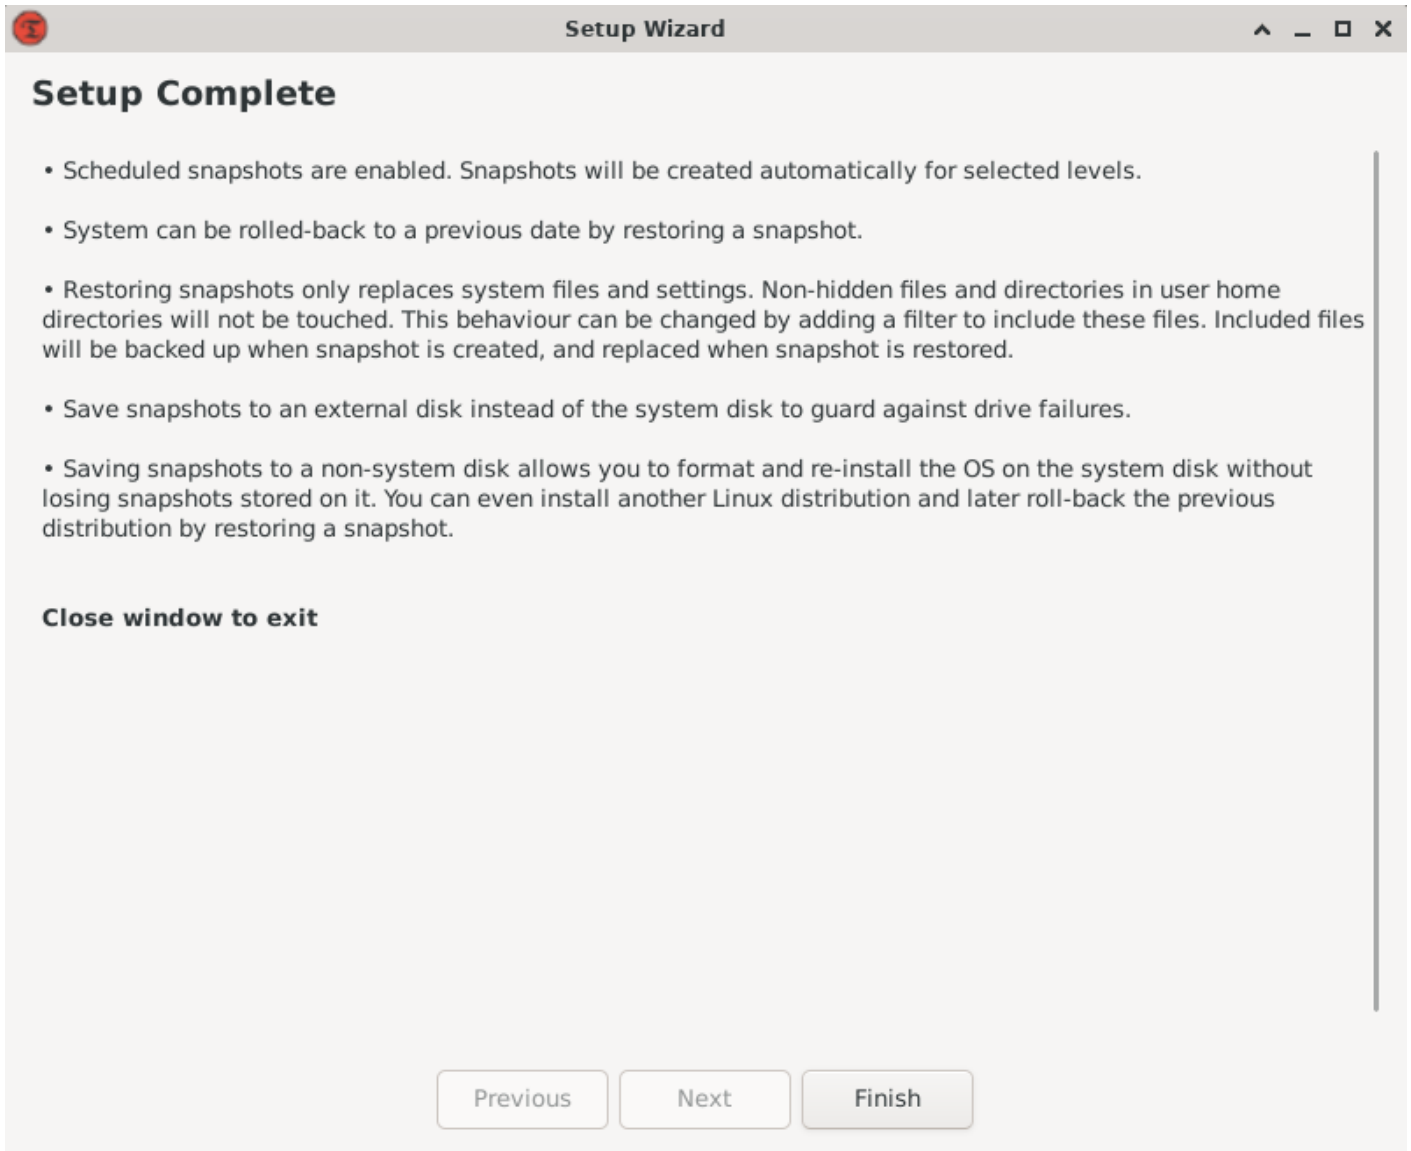 Setup Wizard
Setup Complete
• Scheduled snapshots are enabled. Snapshots will be created automatically for selected levels.
• System can be rolled-back to a previous date by restoring a snapshot.
• Restoring snapshots only replaces system files and settings. Non-hidden files and directories in user home
directories will not be touched. This behaviour can be changed by adding a filter to include these files. Included files
will be backed up when snapshot is created, and replaced when snapshot is restored.
• Save snapshots to an external disk instead of the system disk to guard against drive failures.
• Saving snapshots to a non-system disk allows you to format and re-install the OS on the system disk without
losing snapshots stored on it. You can even install another Linux distribution and later roll-back the previous
distribution by restoring a snapshot.
Close window to exit
Previous
Next
Finish